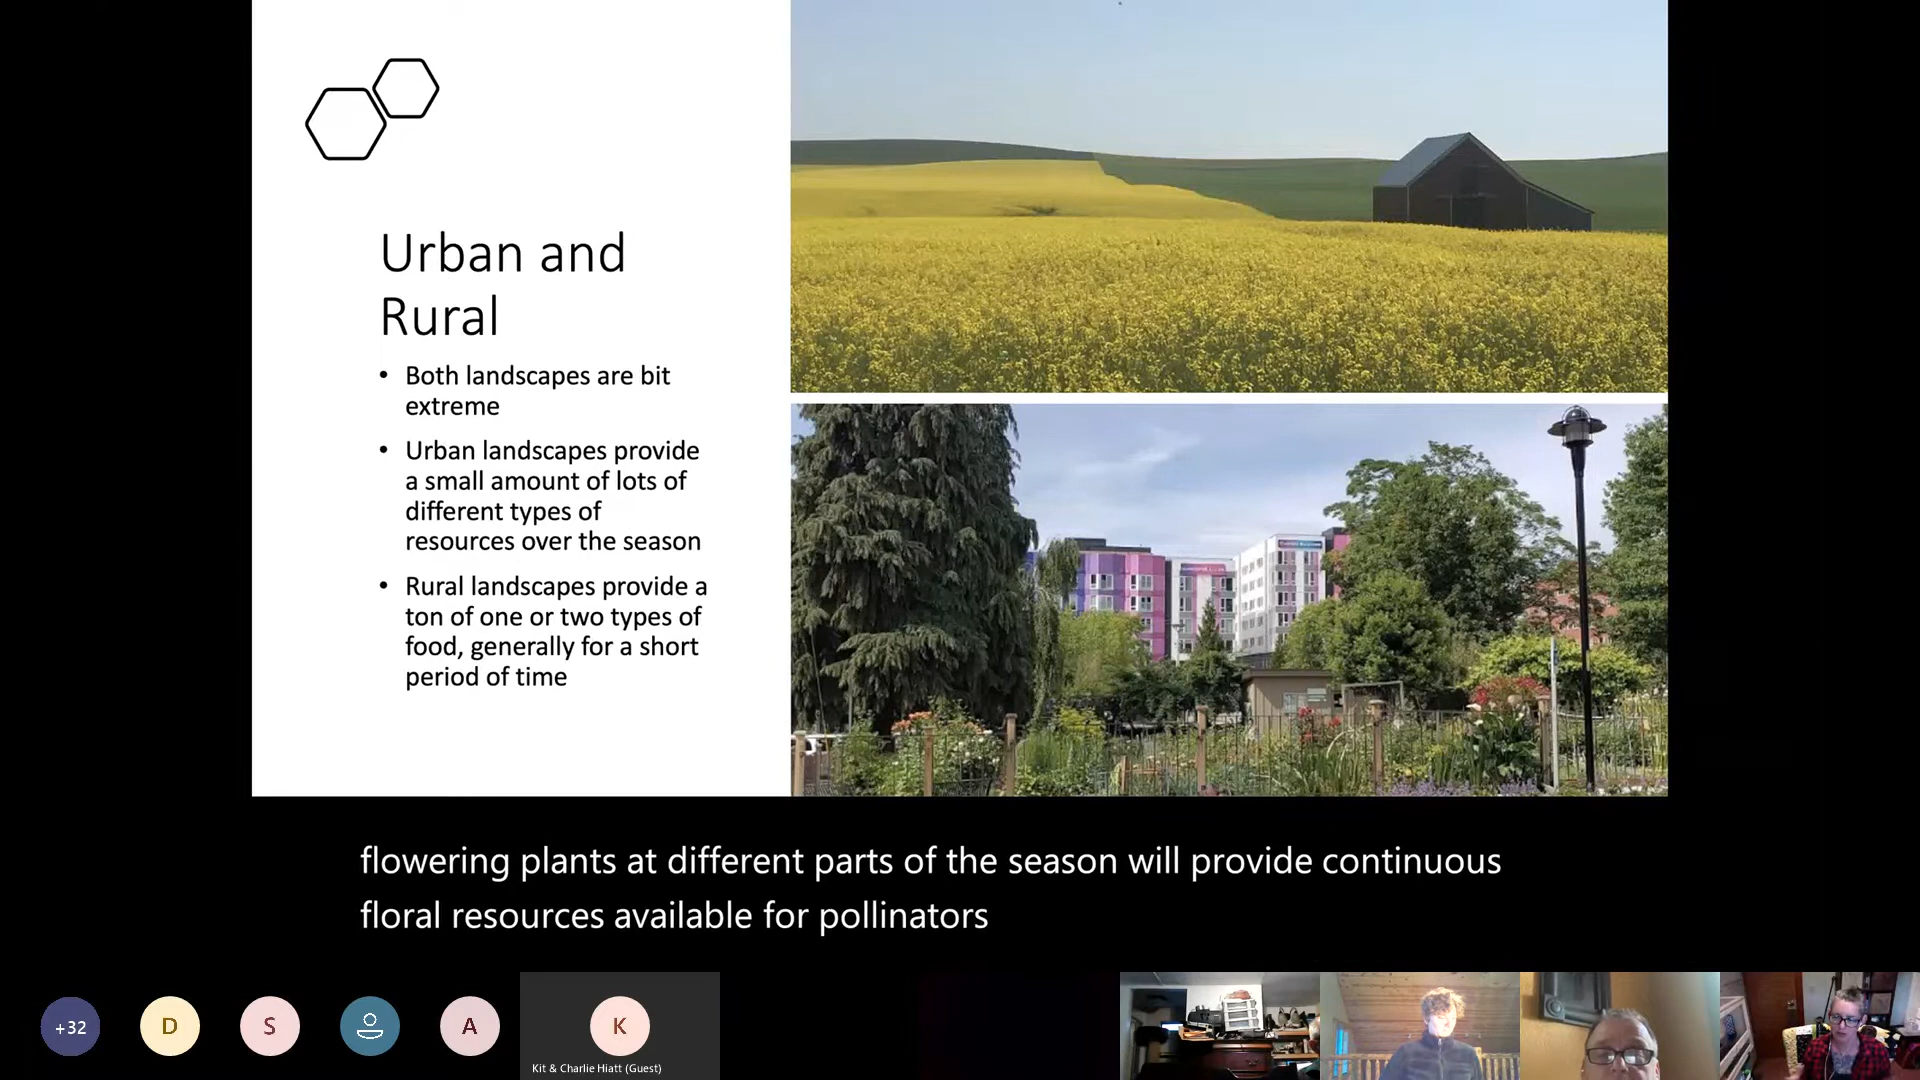 Urban and
Rural
• Both landscapes are bit
extreme
• Urban landscapes provide
a small amount of lots of
different types of
resources over the season
• Rural landscapes provide a
ton of one or two types of
food, generally for a short
period of time
flowering plants at different parts of the season will provide continuous
floral resources available for pollinators
+32
D
S
A
K
Kit & Charlie Hiatt (Guest)